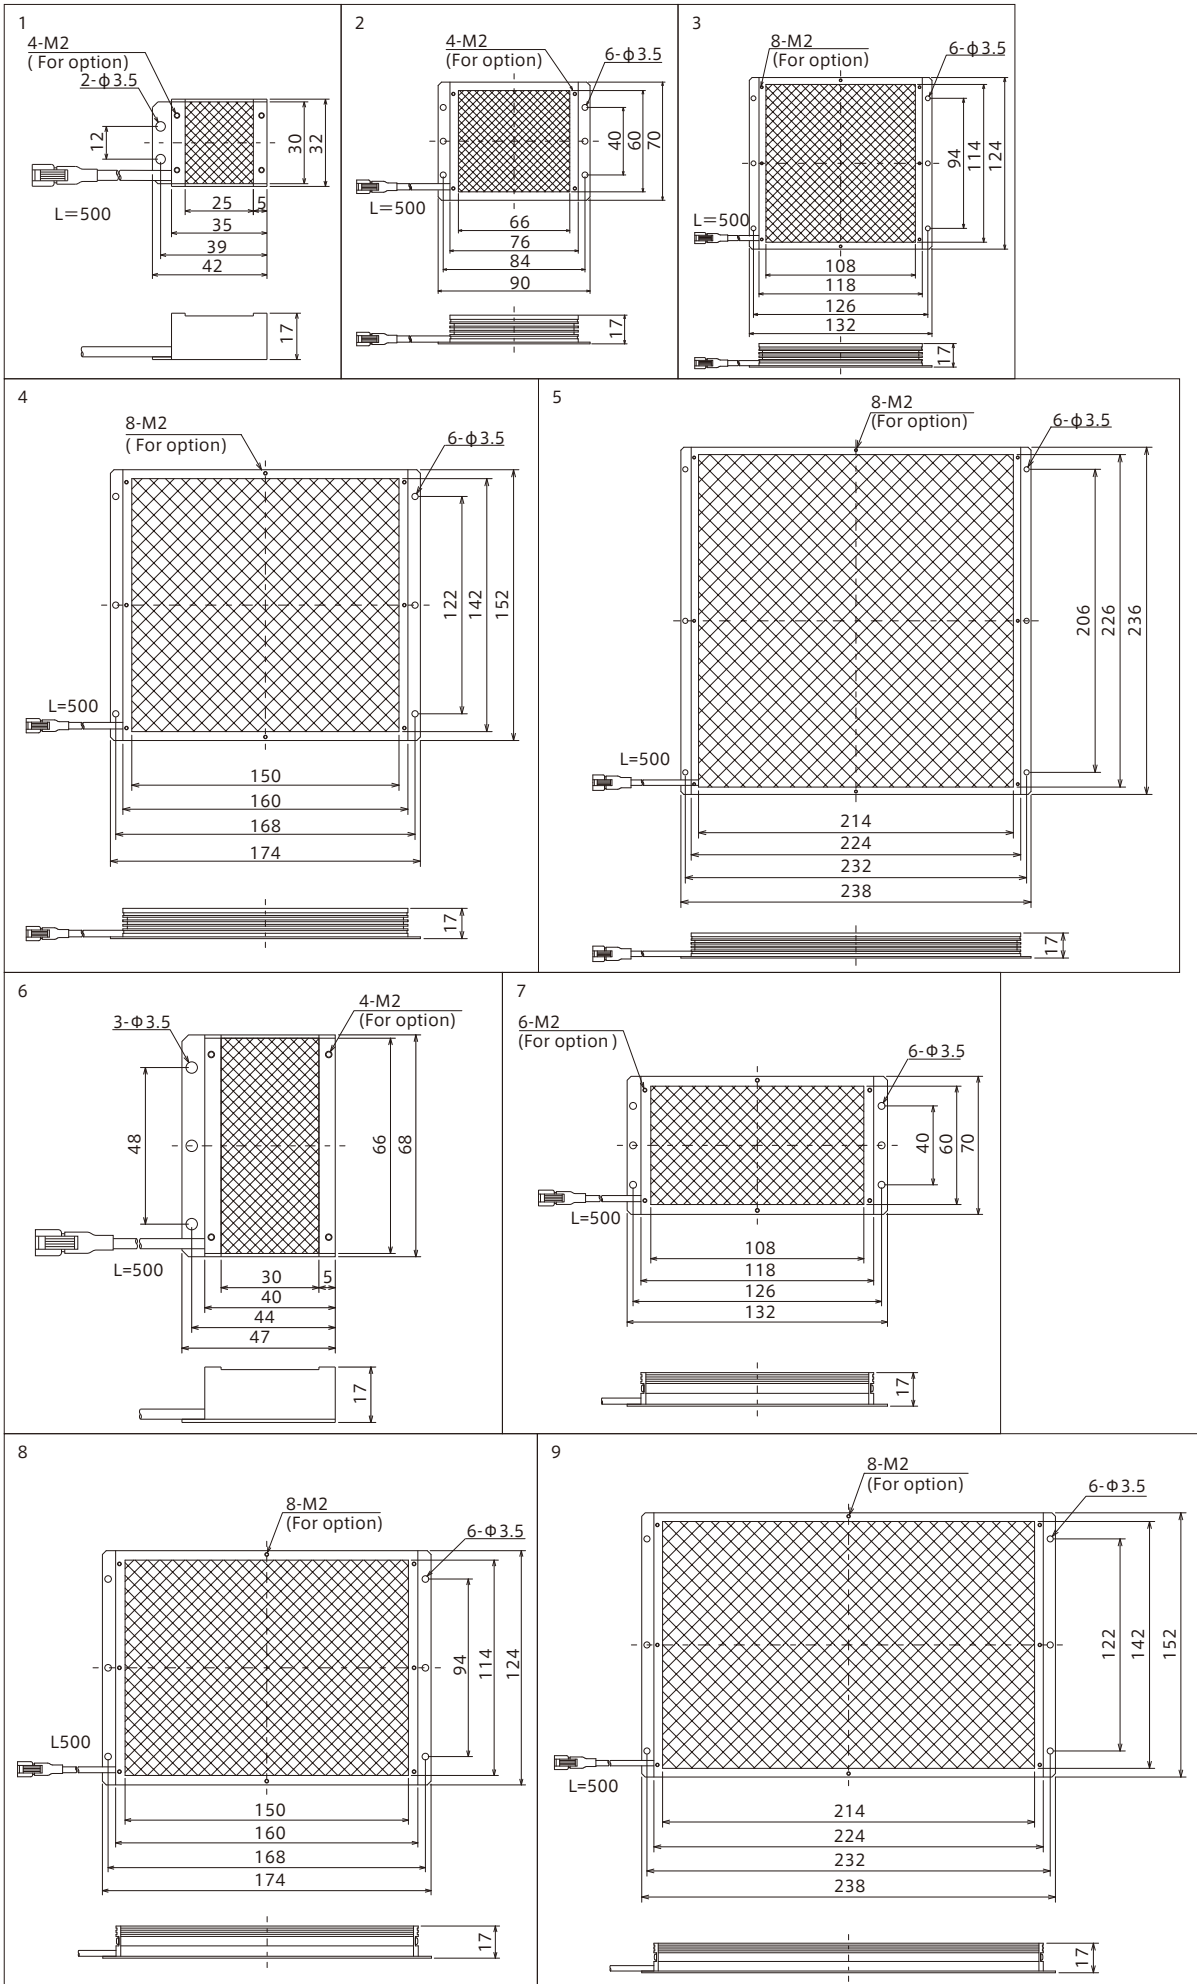 1
4-M2
( For option)
2-ϕ3.5
12
30
32
L=500
25
5
35
39
42
17
2
4-M2
(For option)
6-ϕ3.5
40
60
70
L=500
66
76
84
90
17
3
8-M2
(For option)
6-ϕ3.5
94
114
124
L=500
108
118
126
132
17
4
8-M2
( For option)
6-ϕ3.5
122
142
152
L=500
150
160
168
174
17
5
8-M2
(For option)
6-ϕ3.5
206
226
236
L=500
214
224
232
238
17
6
3-Φ3.5
4-M2
(For option)
48
66
68
L=500
30
5
40
44
47
17
7
6-M2
(For option )
6-Φ3.5
40
60
70
L=500
108
118
126
132
17
8
8-M2
(For option)
6-Φ3.5
94
114
124
L500
150
160
168
174
17
9
8-M2
(For option)
6-Φ3.5
122
142
152
L=500
214
224
232
238
17